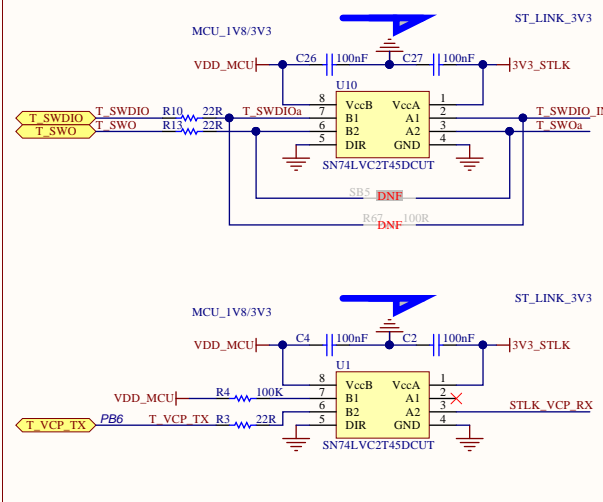 MCU_1V8/3V3 ST_LINK_3V3
VDD_MCU C26 100nF C27 100nF 3V3_STLK
U10
8 VccB VccA 1
T_SWDIO T_SWDIO R10 22R T_SWDIOa 7 B1 A1 2 T_SWDIO_IN
T_SWO T_SWO R13 22R 6 B2 A2 3 T_SWOa
5 DIR GND 4
SN74LVC2T45DCUT
SB5 DNF
R67 DNF 100R
MCU_1V8/3V3 ST_LINK_3V3
VDD_MCU C4 100nF C2 100nF 3V3_STLK
U1
8 VccB VccA 1
VDD_MCU R4 100K 7 B1 A1 2
T_VCP_TX PB6 T_VCP_TX R3 22R 6 B2 A2 3 STLK_VCP_RX
5 DIR GND 4
SN74LVC2T45DCUT